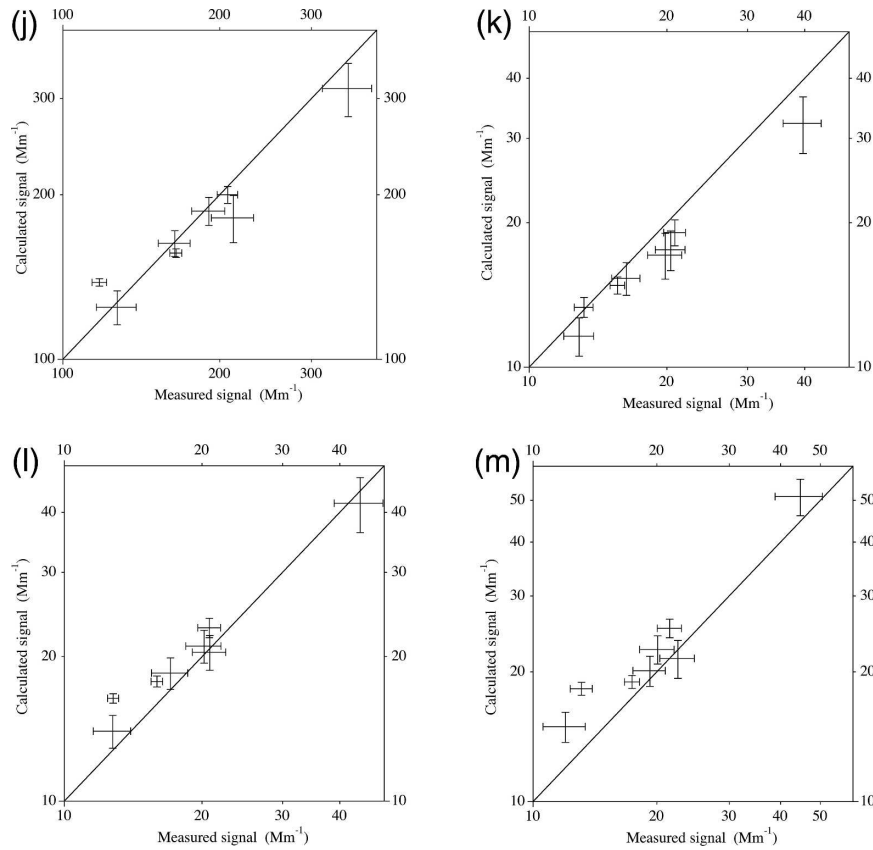 (j)
100 200 300
300 300
200 200
100 100
100 200 300
Calculated signal (Mm-1)
Measured signal (Mm-1)
(k)
10 20 30 40
40 40
30 30
20 20
10 10
10 20 30 40
Calculated signal (Mm-1)
Measured signal (Mm-1)
(l)
10 20 30 40
40 40
30 30
20 20
10 10
10 20 30 40
Calculated signal (Mm-1)
Measured signal (Mm-1)
(m)
10 20 30 40 50
50 50
40 40
30 30
20 20
10 10
10 20 30 40 50
Calculated signal (Mm-1)
Measured signal (Mm-1)